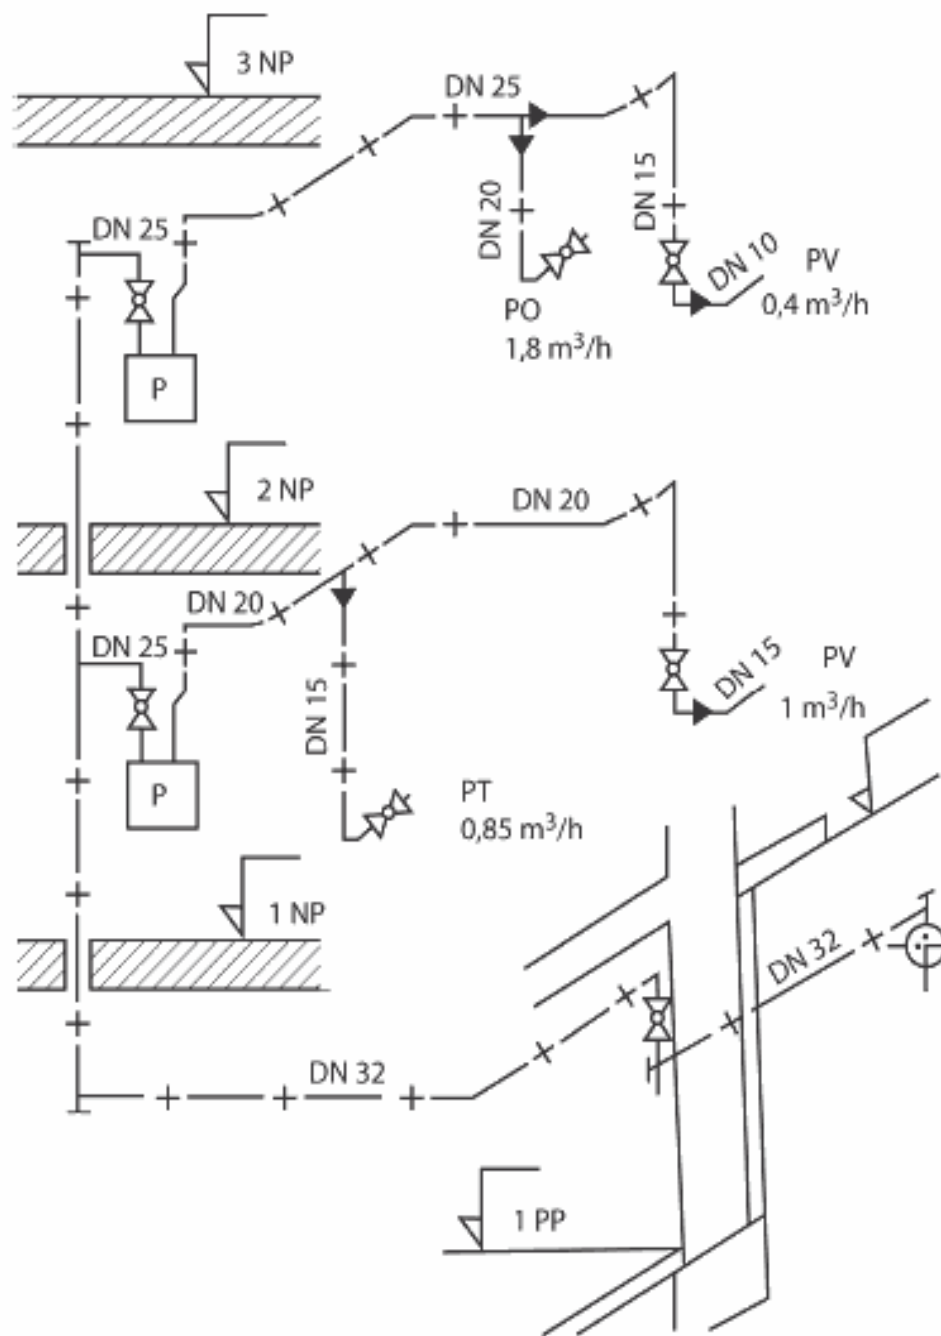 3 NP
DN 25
DN 25
DN 20
DN 15
DN 10
PV
0,4 m³/h
PO
1,8 m³/h
P
2 NP
DN 20
DN 20
DN 25
DN 15
DN 15
PV
1 m³/h
P
PT
0,85 m³/h
1 NP
DN 32
DN 32
1 PP